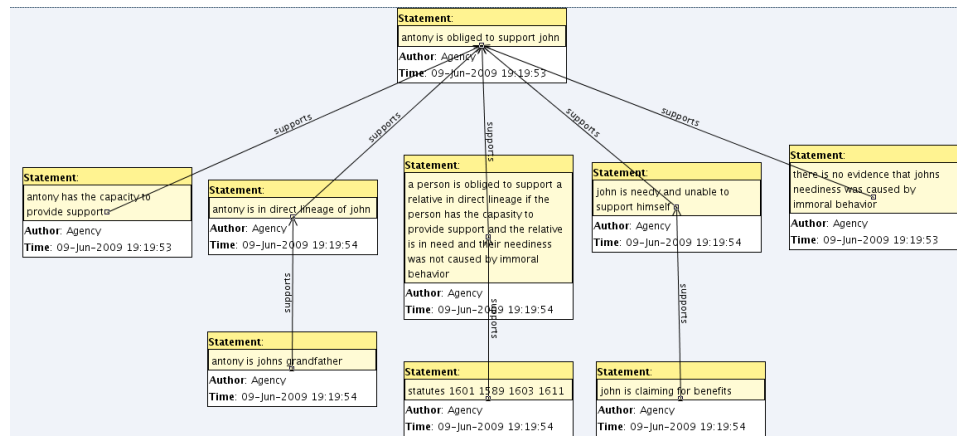 Statement:
antony is obliged to support john
Author: Agency
Time: 09-Jun-2009 19:19:53
supports
supports
supports
supports
supports
Statement:
antony has the capacity to
provide support
Author: Agency
Time: 09-Jun-2009 19:19:53
Statement:
antony is in direct lineage of john
Author: Agency
Time: 09-Jun-2009 19:19:54
Statement:
a person is obliged to support a
relative in direct lineage if the
person has the capacity to
provide support and the relative
is in need and their neediness
was not caused by immoral
behavior
Author: Agency
Time: 09-Jun-2009 19:19:54
Statement:
john is needy and unable to
support himself
Author: Agency
Time: 09-Jun-2009 19:19:54
Statement:
there is no evidence that johns
neediness was caused by
immoral behavior
Author: Agency
Time: 09-Jun-2009 19:19:53
supports
supports
supports
Statement:
antony is johns grandfather
Author: Agency
Time: 09-Jun-2009 19:19:54
Statement:
statutes 1601 1589 1603 1611
Author: Agency
Time: 09-Jun-2009 19:19:54
Statement:
john is claiming for benefits
Author: Agency
Time: 09-Jun-2009 19:19:54